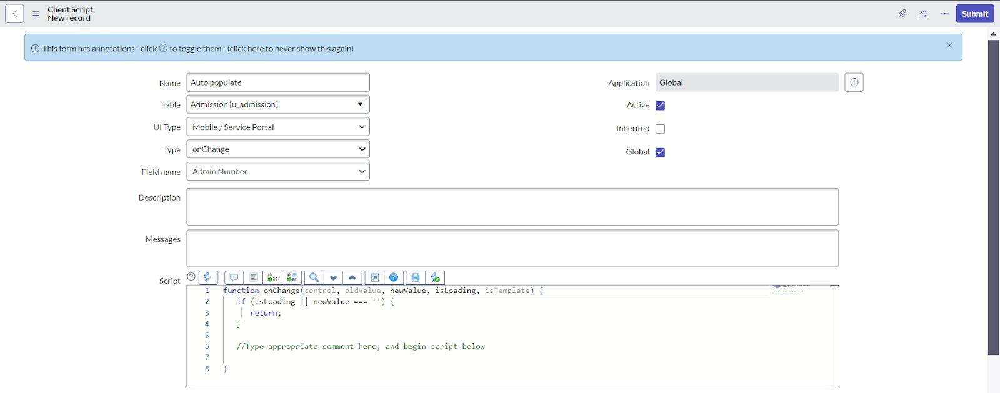 Client Script
New record
Submit
This form has annotations - click ? to toggle them - (click here to never show this again)
Name Auto populate
Application Global
Table Admission [u_admission]
Active
UI Type Mobile / Service Portal
Inherited
Type onChange
Global
Field name Admin Number
Description
Messages
Script
1 function onChange(control, oldValue, newValue, isLoading, isTemplate) {
2 if (isLoading || newValue === '') {
3 return;
4 }
5
6 //Type appropriate comment here, and begin script below
7
8 }